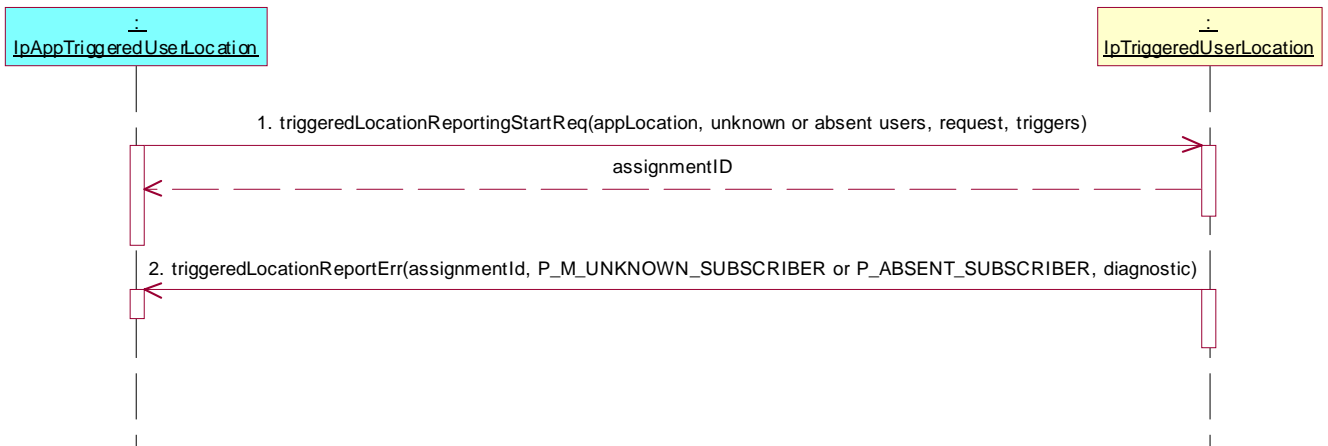 :
IpAppTriggeredUserLocation
:
IpTriggeredUserLocation
1. triggeredLocationReportingStartReq(appLocation, unknown or absent users, request, triggers)
assignmentID
2. triggeredLocationReportErr(assignmentId, P_M_UNKNOWN_SUBSCRIBER or P_ABSENT_SUBSCRIBER, diagnostic)